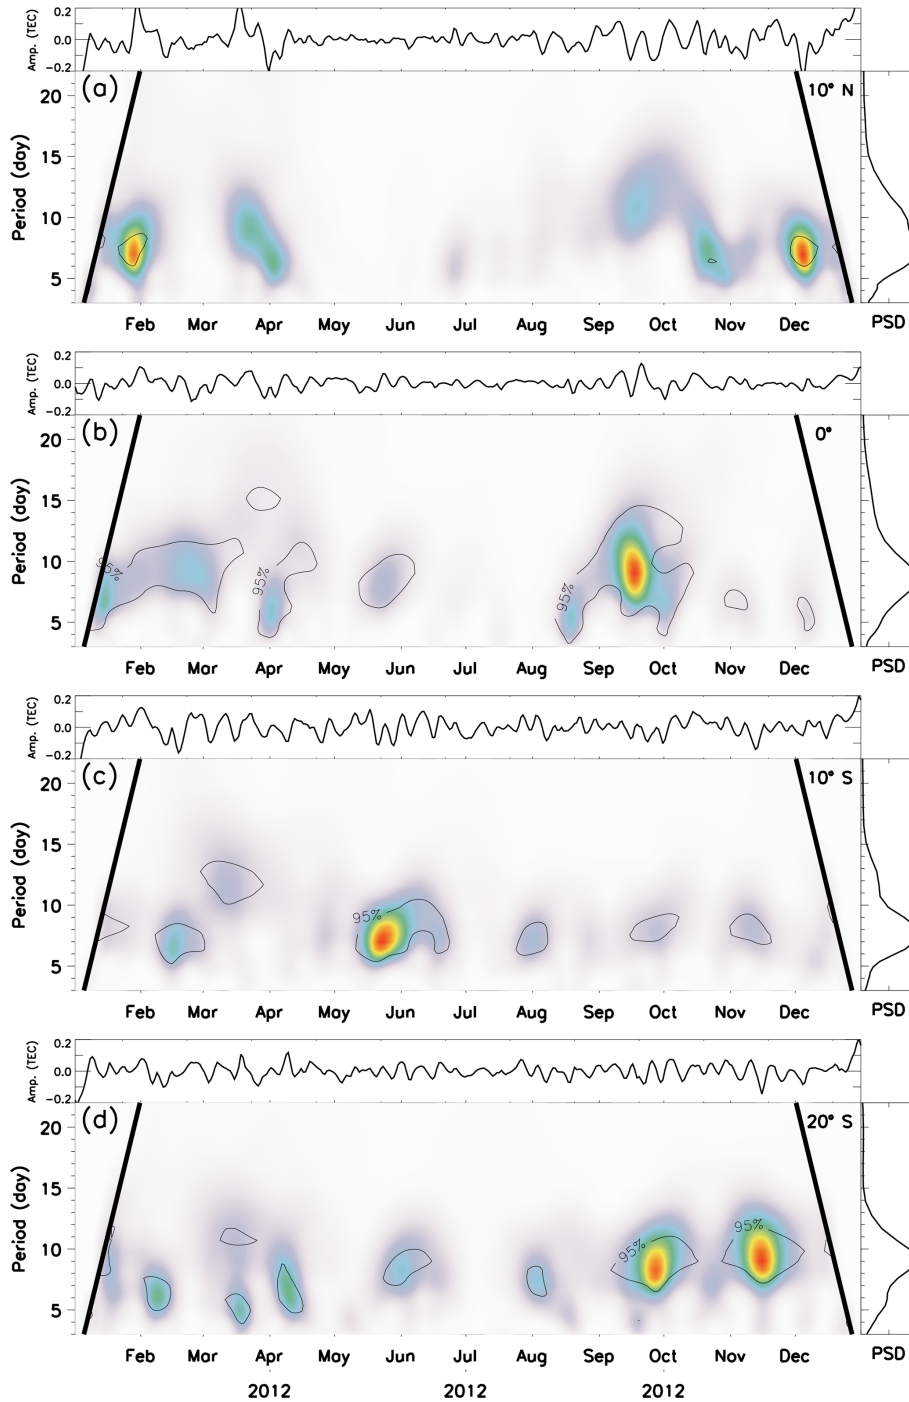 Amp. (TEC)
0.2
0.0
-0.2
(a)
10° N
Period (day)
20
15
10
5
Feb Mar Apr May Jun Jul Aug Sep Oct Nov Dec PSD
Amp. (TEC)
0.2
0.0
-0.2
(b)
0°
Period (day)
20
15
10
5
95%
95%
95%
Feb Mar Apr May Jun Jul Aug Sep Oct Nov Dec PSD
Amp. (TEC)
0.2
0.0
-0.2
(c)
10° S
Period (day)
20
15
10
5
95%
Feb Mar Apr May Jun Jul Aug Sep Oct Nov Dec PSD
Amp. (TEC)
0.2
0.0
-0.2
(d)
20° S
Period (day)
20
15
10
5
95%
95%
Feb Mar Apr May Jun Jul Aug Sep Oct Nov Dec PSD
2012 2012 2012